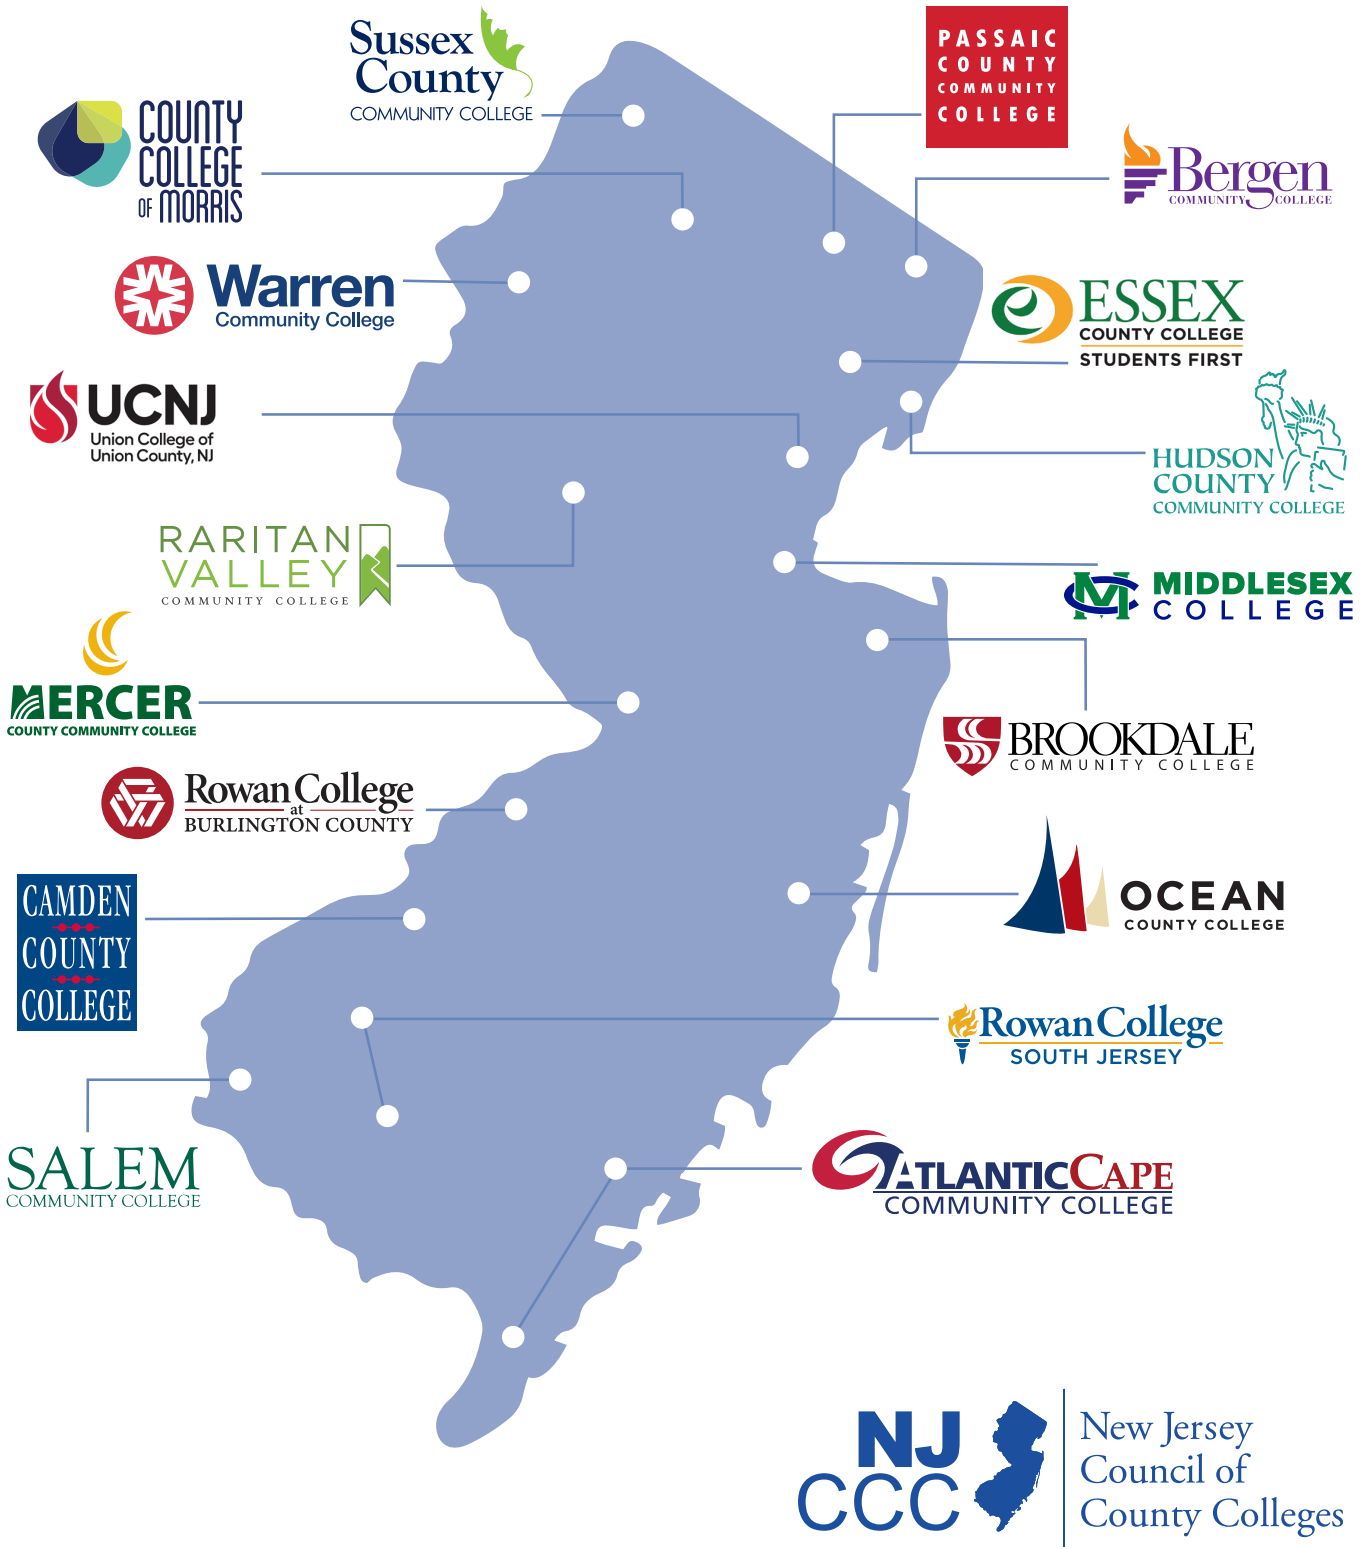 Sussex
County
COMMUNITY COLLEGE
PASSAIC
COUNTY
COMMUNITY
COLLEGE
COUNTY
COLLEGE
OF MORRIS
Bergen
COMMUNITY COLLEGE
Warren
Community College
ESSEX
COUNTY COLLEGE
STUDENTS FIRST
UCNJ
Union College of
Union County, NJ
HUDSON
COUNTY
COMMUNITY COLLEGE
RARITAN
VALLEY
COMMUNITY COLLEGE
MC
MIDDLESEX
COLLEGE
MERCER
COUNTY COMMUNITY COLLEGE
BROOKDALE
COMMUNITY COLLEGE
Rowan College
at
BURLINGTON COUNTY
CAMDEN
COUNTY
COLLEGE
OCEAN
COUNTY COLLEGE
Rowan College
SOUTH JERSEY
SALEM
COMMUNITY COLLEGE
ATLANTICCAPE
COMMUNITY COLLEGE
NJ
CCC
New Jersey
Council of
County Colleges